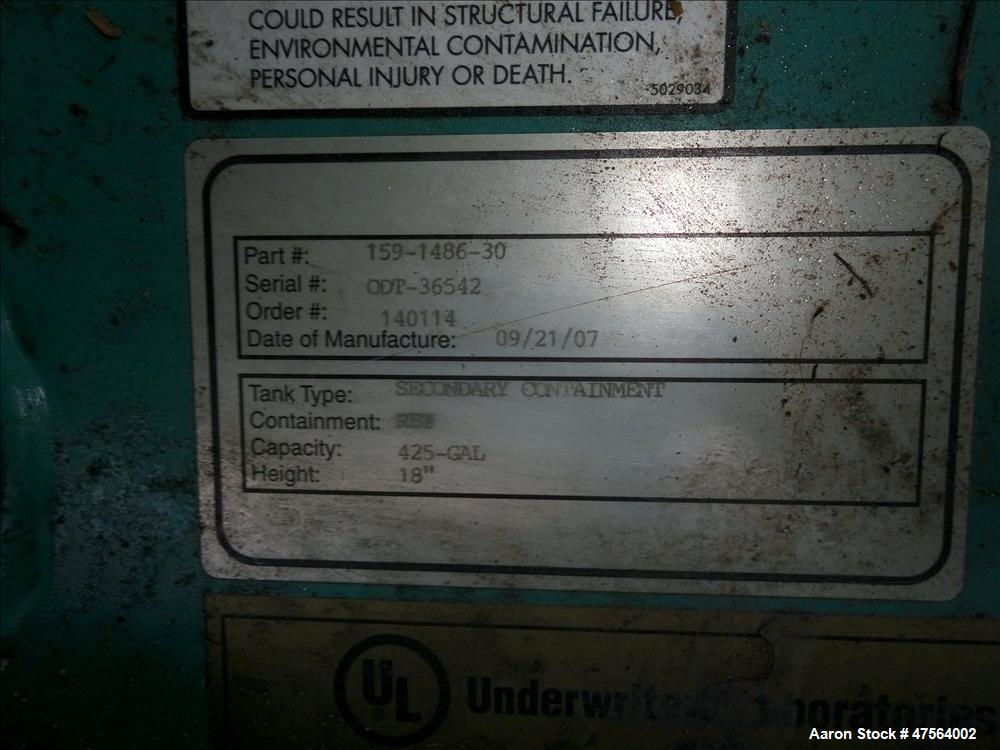 COULD RESULT IN STRUCTURAL FAILURE,
ENVIRONMENTAL CONTAMINATION,
PERSONAL INJURY OR DEATH.
5029034
Part #: 159-1486-30
Serial #: ODT-36542
Order #: 140114
Date of Manufacture: 09/21/07
Tank Type: SECONDARY CONTAINMENT
Containment:
Capacity: 425-GAL
Height: 18"
UL Underwriters Laboratories
Aaron Stock # 47564002